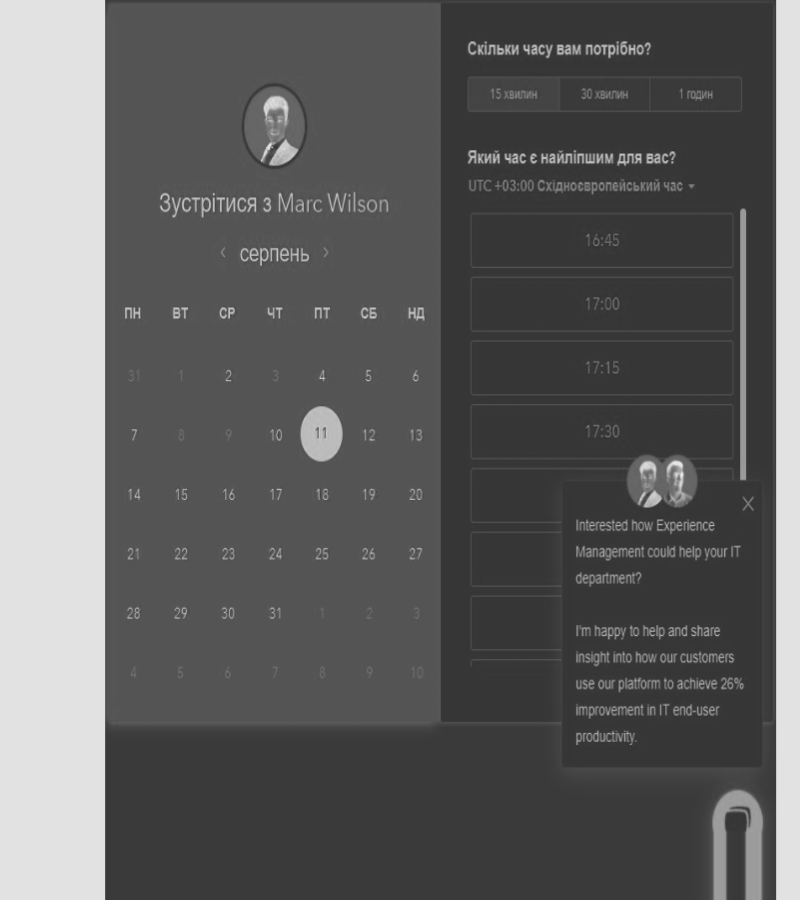 Зустрітися з Marc Wilson
серпень
ПН ВТ СР ЧТ ПТ СБ НД
31 1 2 3 4 5 6
7 8 9 10 11 12 13
14 15 16 17 18 19 20
21 22 23 24 25 26 27
28 29 30 31 1 2 3
4 5 6 7 8 9 10
Скільки часу вам потрібно?
15 хвилин 30 хвилин 1 годин
Який час є найліпшим для вас?
UTC +03:00 Східноєвропейський час
16:45
17:00
17:15
17:30
Interested how Experience
Management could help your IT
department?
I'm happy to help and share
insight into how our customers
use our platform to achieve 26%
improvement in IT end-user
productivity.